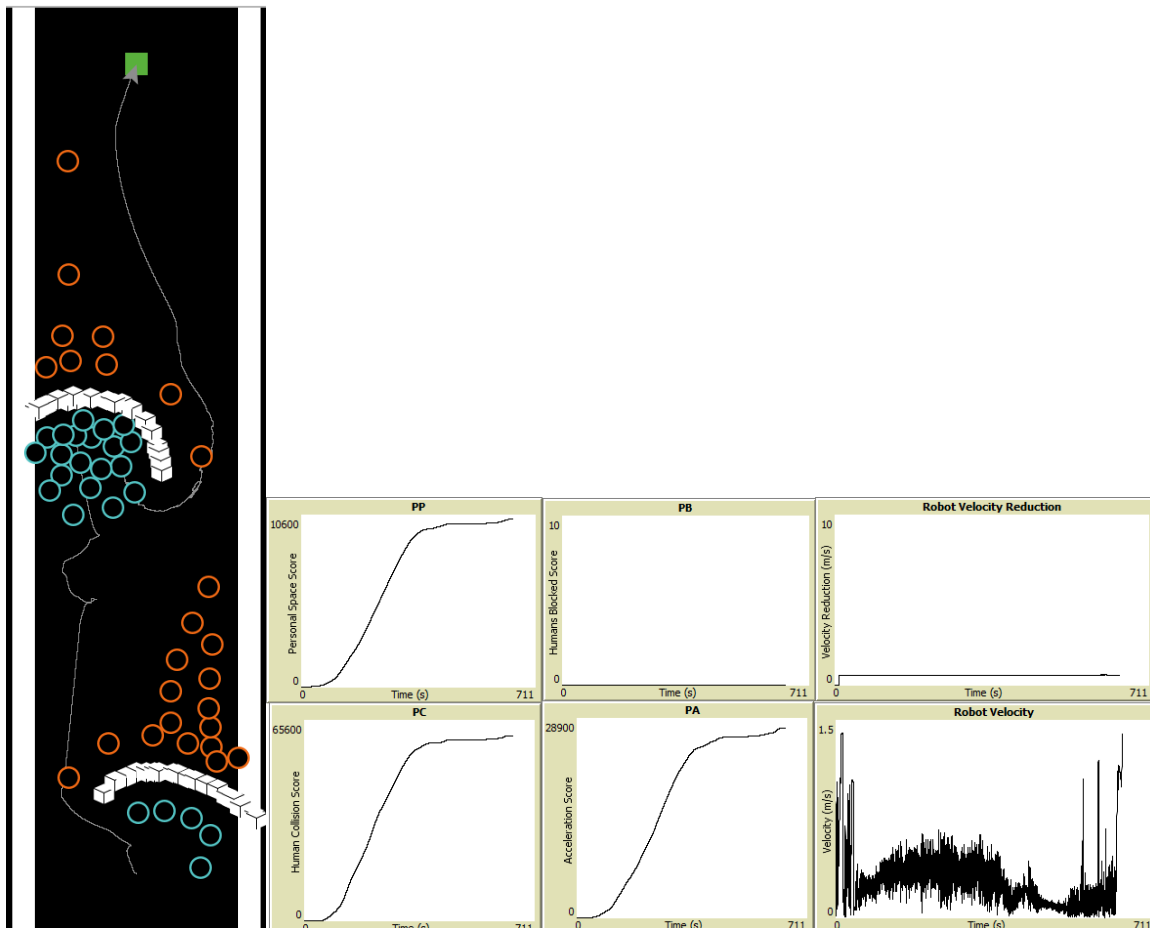 PP
10600
Personal Space Score
0
0
Time (s)
711
PB
10
Humans Blocked Score
0
0
Time (s)
711
Robot Velocity Reduction
10
Velocity Reduction (m/s)
0
0
Time (s)
711
PC
65600
Human Collision Score
0
0
Time (s)
711
PA
28900
Acceleration Score
0
0
Time (s)
711
Robot Velocity
1.5
Velocity (m/s)
0
0
Time (s)
711